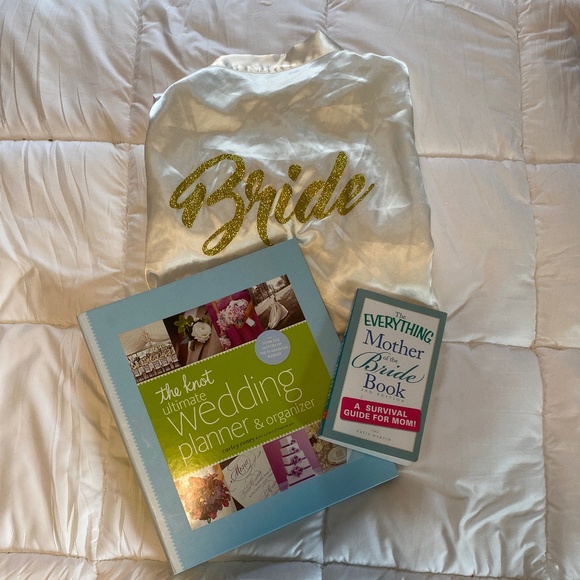 Bride
the knot
ultimate
wedding
planner & organizer
The
EVERYTHING
Mother
of the
Bride
Book
A SURVIVAL
GUIDE FOR MOM!